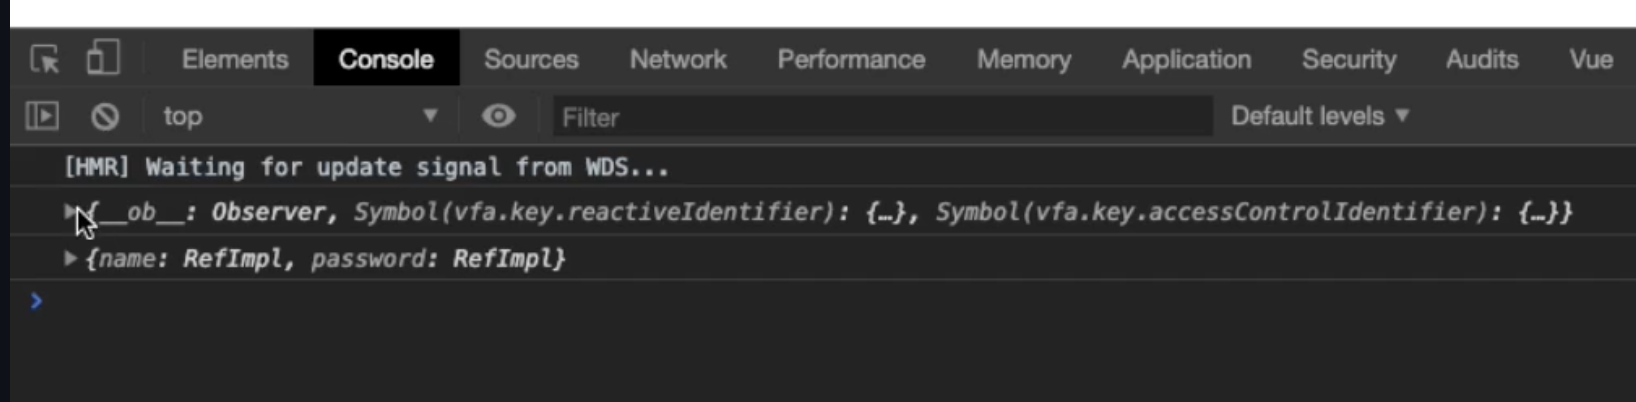 Elements Console Sources Network Performance Memory Application Security Audits Vue
top ▼ Filter Default levels ▼
[HMR] Waiting for update signal from WDS...
▶{__ob__: Observer, Symbol(vfa.key.reactiveIdentifier): {…}, Symbol(vfa.key.accessControlIdentifier): {…}}
▶{name: RefImpl, password: RefImpl}
>